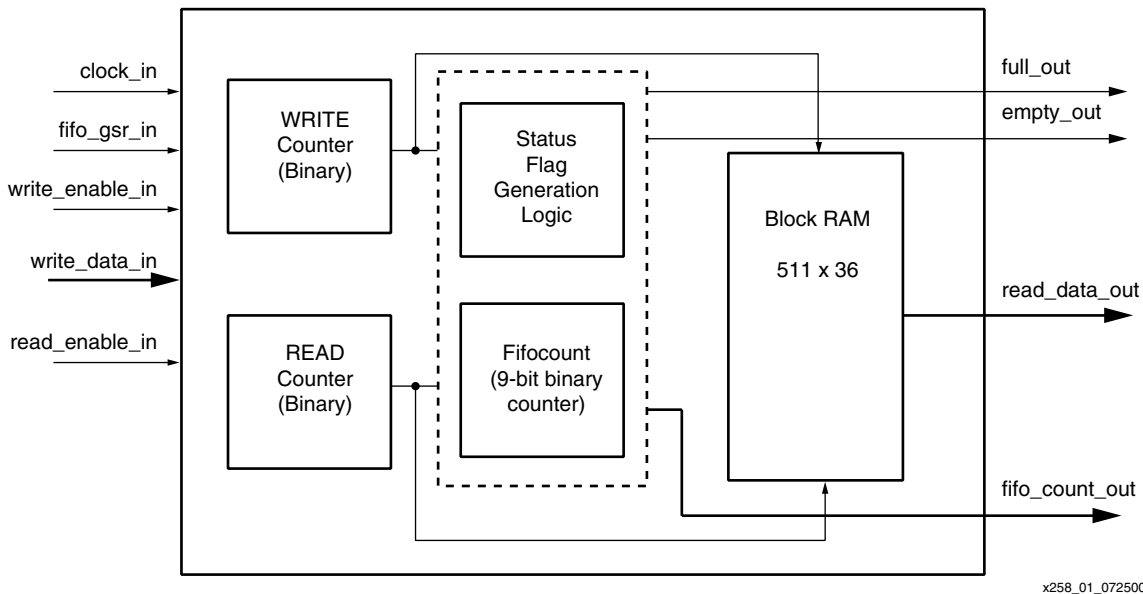 clock_in
fifo_gsr_in
write_enable_in
write_data_in
read_enable_in
WRITE
Counter
(Binary)
READ
Counter
(Binary)
Status
Flag
Generation
Logic
Fifocount
(9-bit binary
counter)
Block RAM
511 x 36
full_out
empty_out
read_data_out
fifo_count_out
x258_01_072500